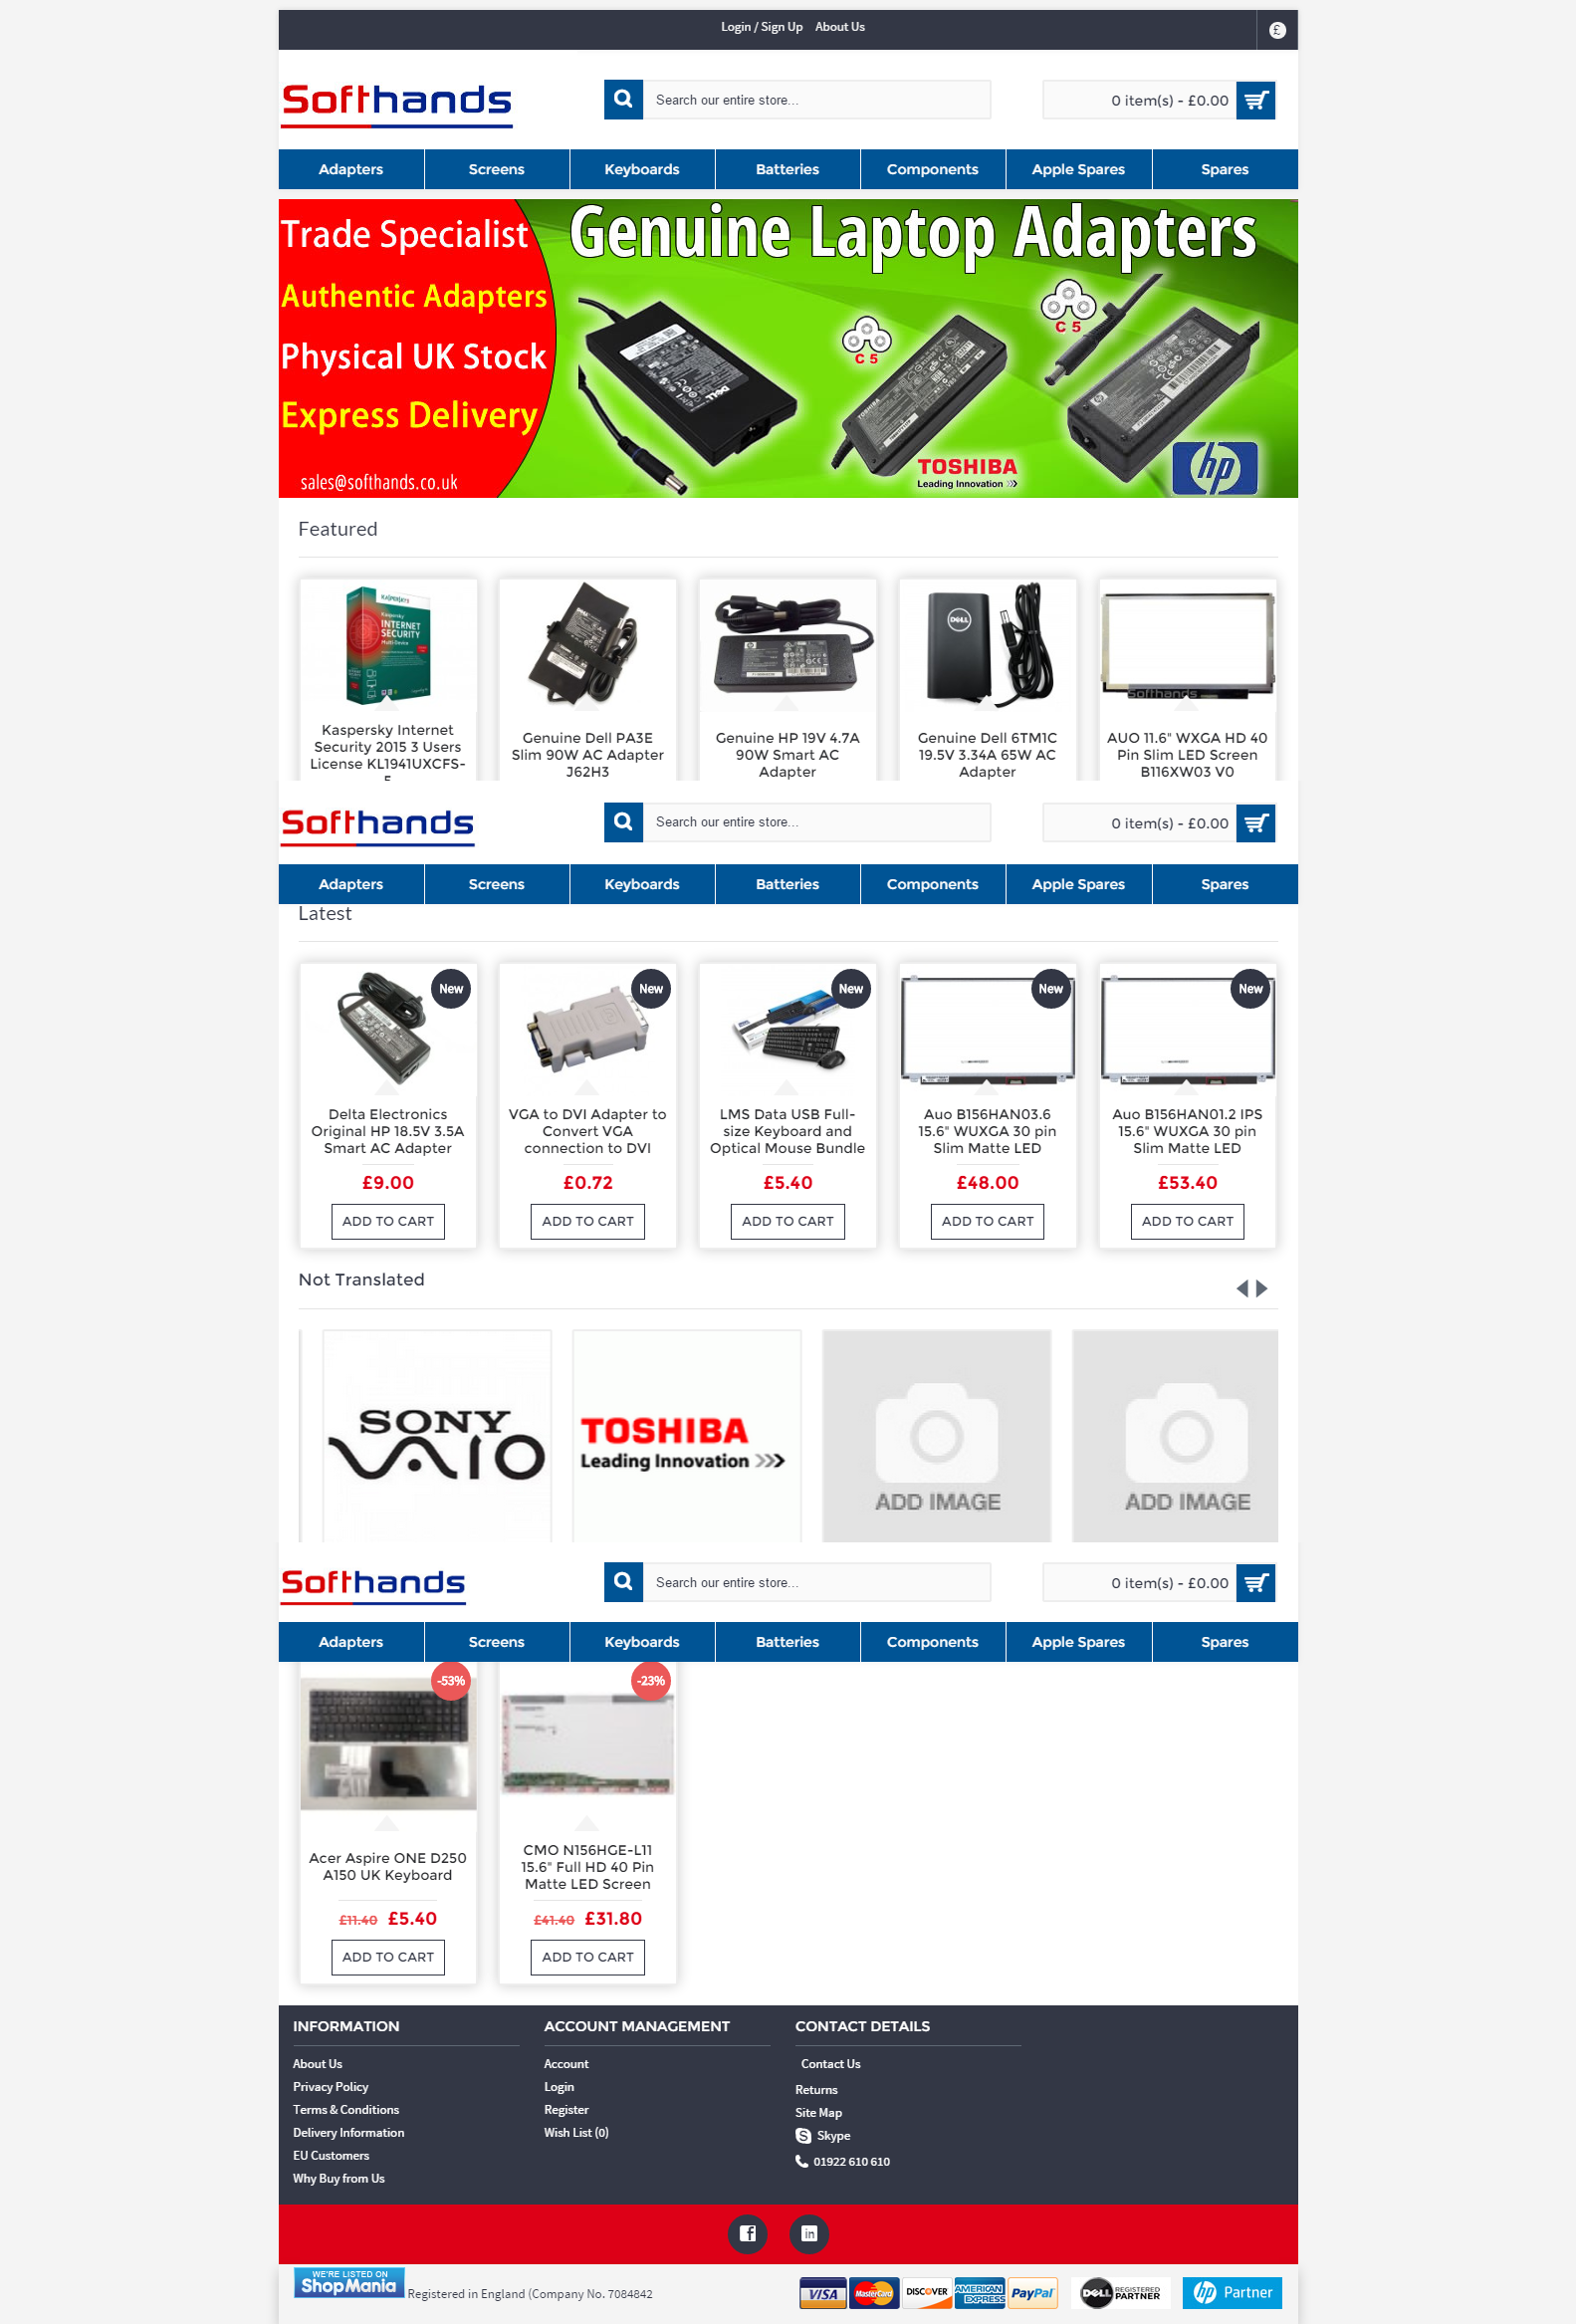 Login / Sign Up About Us £
Softhands
Search our entire store...
0 item(s) - £0.00
Adapters Screens Keyboards Batteries Components Apple Spares Spares
Trade Specialist
Authentic Adapters
Physical UK Stock
Express Delivery
sales@softhands.co.uk
Genuine Laptop Adapters
C 5
C 5
DELL
TOSHIBA
TOSHIBA
Leading Innovation
hp
Featured
KASPERSKY
Kaspersky
INTERNET
SECURITY
Multi-Device
DELL
Softhands
Kaspersky Internet
Security 2015 3 Users
License KL1941UXCFS-
Genuine Dell PA3E
Slim 90W AC Adapter
J62H3
Genuine HP 19V 4.7A
90W Smart AC
Adapter
Genuine Dell 6TM1C
19.5V 3.34A 65W AC
Adapter
AUO 11.6" WXGA HD 40
Pin Slim LED Screen
B116XW03 V0
Softhands
Search our entire store...
0 item(s) - £0.00
Adapters Screens Keyboards Batteries Components Apple Spares Spares
Latest
New New New New New
Delta Electronics
Original HP 18.5V 3.5A
Smart AC Adapter
£9.00
ADD TO CART
VGA to DVI Adapter to
Convert VGA
connection to DVI
£0.72
ADD TO CART
LMS Data USB Full-
size Keyboard and
Optical Mouse Bundle
£5.40
ADD TO CART
Auo B156HAN03.6
15.6" WUXGA 30 pin
Slim Matte LED
£48.00
ADD TO CART
Auo B156HAN01.2 IPS
15.6" WUXGA 30 pin
Slim Matte LED
£53.40
ADD TO CART
Not Translated
SONY
VAIO
TOSHIBA
Leading Innovation
ADD IMAGE
ADD IMAGE
Softhands
Search our entire store...
0 item(s) - £0.00
Adapters Screens Keyboards Batteries Components Apple Spares Spares
-53% -23%
Acer Aspire ONE D250
A150 UK Keyboard
£11.40 £5.40
ADD TO CART
CMO N156HGE-L11
15.6" Full HD 40 Pin
Matte LED Screen
£41.40 £31.80
ADD TO CART
INFORMATION
About Us
Privacy Policy
Terms & Conditions
Delivery Information
EU Customers
Why Buy from Us
ACCOUNT MANAGEMENT
Account
Login
Register
Wish List (0)
CONTACT DETAILS
Contact Us
Returns
Site Map
Skype
01922 610 610
f in
WE'RE LISTED ON
ShopMania
Registered in England (Company No. 7084842
VISA MasterCard DISCOVER AMERICAN EXPRESS PayPal
DELL REGISTERED PARTNER
hp Partner